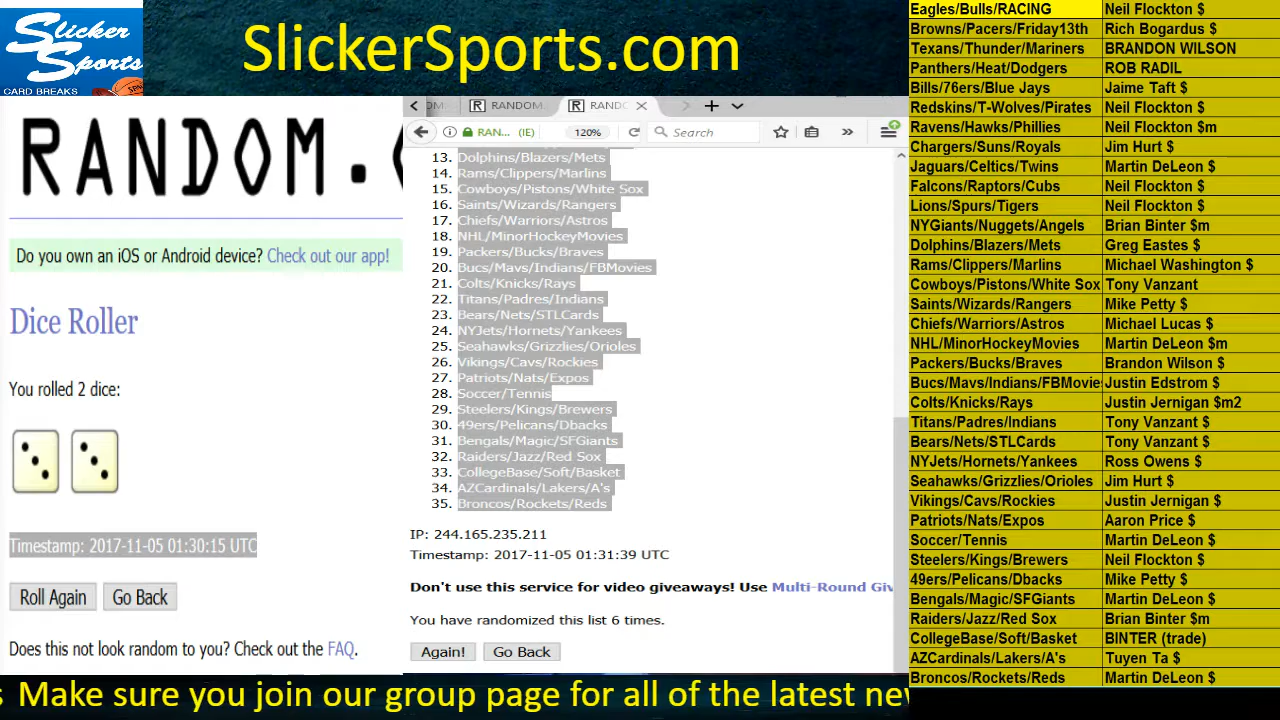 Slicker
Sports
CARD BREAKS
SlickerSports.com
RANDOM.
Do you own an iOS or Android device? Check out our app!
Dice Roller
You rolled 2 dice:
Timestamp: 2017-11-05 01:30:15 UTC
Roll Again
Go Back
Does this not look random to you? Check out the FAQ.
RANDOM
RANDO
RAN... (IE)
120%
Search
13. Dolphins/Blazers/Mets
14. Rams/Clippers/Marlins
15. Cowboys/Pistons/White Sox
16. Saints/Wizards/Rangers
17. Chiefs/Warriors/Astros
18. NHL/MinorHockeyMovies
19. Packers/Bucks/Braves
20. Bucs/Mavs/Indians/FBMovies
21. Colts/Knicks/Rays
22. Titans/Padres/Indians
23. Bears/Nets/STLCards
24. NYJets/Hornets/Yankees
25. Seahawks/Grizzlies/Orioles
26. Vikings/Cavs/Rockies
27. Patriots/Nats/Expos
28. Soccer/Tennis
29. Steelers/Kings/Brewers
30. 49ers/Pelicans/Dbacks
31. Bengals/Magic/SFGiants
32. Raiders/Jazz/Red Sox
33. CollegeBase/Soft/Basket
34. AZCardinals/Lakers/A's
35. Broncos/Rockets/Reds
IP: 244.165.235.211
Timestamp: 2017-11-05 01:31:39 UTC
Don't use this service for video giveaways! Use Multi-Round Giv
You have randomized this list 6 times.
Again!
Go Back
Eagles/Bulls/RACING Neil Flockton $
Browns/Pacers/Friday13th Rich Bogardus $
Texans/Thunder/Mariners BRANDON WILSON
Panthers/Heat/Dodgers ROB RADIL
Bills/76ers/Blue Jays Jaime Taft $
Redskins/T-Wolves/Pirates Neil Flockton $
Ravens/Hawks/Phillies Neil Flockton $m
Chargers/Suns/Royals Jim Hurt $
Jaguars/Celtics/Twins Martin DeLeon $
Falcons/Raptors/Cubs Neil Flockton $
Lions/Spurs/Tigers Neil Flockton $
NYGiants/Nuggets/Angels Brian Binter $m
Dolphins/Blazers/Mets Greg Eastes $
Rams/Clippers/Marlins Michael Washington $
Cowboys/Pistons/White Sox Tony Vanzant
Saints/Wizards/Rangers Mike Petty $
Chiefs/Warriors/Astros Michael Lucas $
NHL/MinorHockeyMovies Martin DeLeon $m
Packers/Bucks/Braves Brandon Wilson $
Bucs/Mavs/Indians/FBMovies Justin Edstrom $
Colts/Knicks/Rays Justin Jernigan $m2
Titans/Padres/Indians Tony Vanzant $
Bears/Nets/STLCards Tony Vanzant $
NYJets/Hornets/Yankees Ross Owens $
Seahawks/Grizzlies/Orioles Jim Hurt $
Vikings/Cavs/Rockies Justin Jernigan $
Patriots/Nats/Expos Aaron Price $
Soccer/Tennis Martin DeLeon $
Steelers/Kings/Brewers Neil Flockton $
49ers/Pelicans/Dbacks Mike Petty $
Bengals/Magic/SFGiants Martin DeLeon $
Raiders/Jazz/Red Sox Brian Binter $m
CollegeBase/Soft/Basket BINTER (trade)
AZCardinals/Lakers/A's Tuyen Ta $
Broncos/Rockets/Reds Martin DeLeon $
s Make sure you join our group page for all of the latest nev